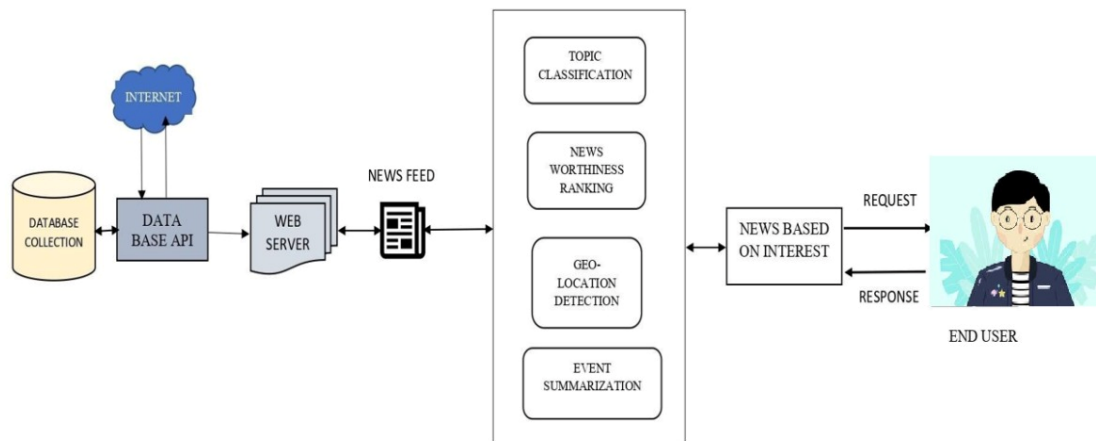 INTERNET
DATABASE
COLLECTION
DATA
BASE API
WEB
SERVER
NEWS FEED
TOPIC
CLASSIFICATION
NEWS
WORTHINESS
RANKING
GEO-
LOCATION
DETECTION
EVENT
SUMMARIZATION
NEWS BASED
ON INTEREST
REQUEST
RESPONSE
END USER